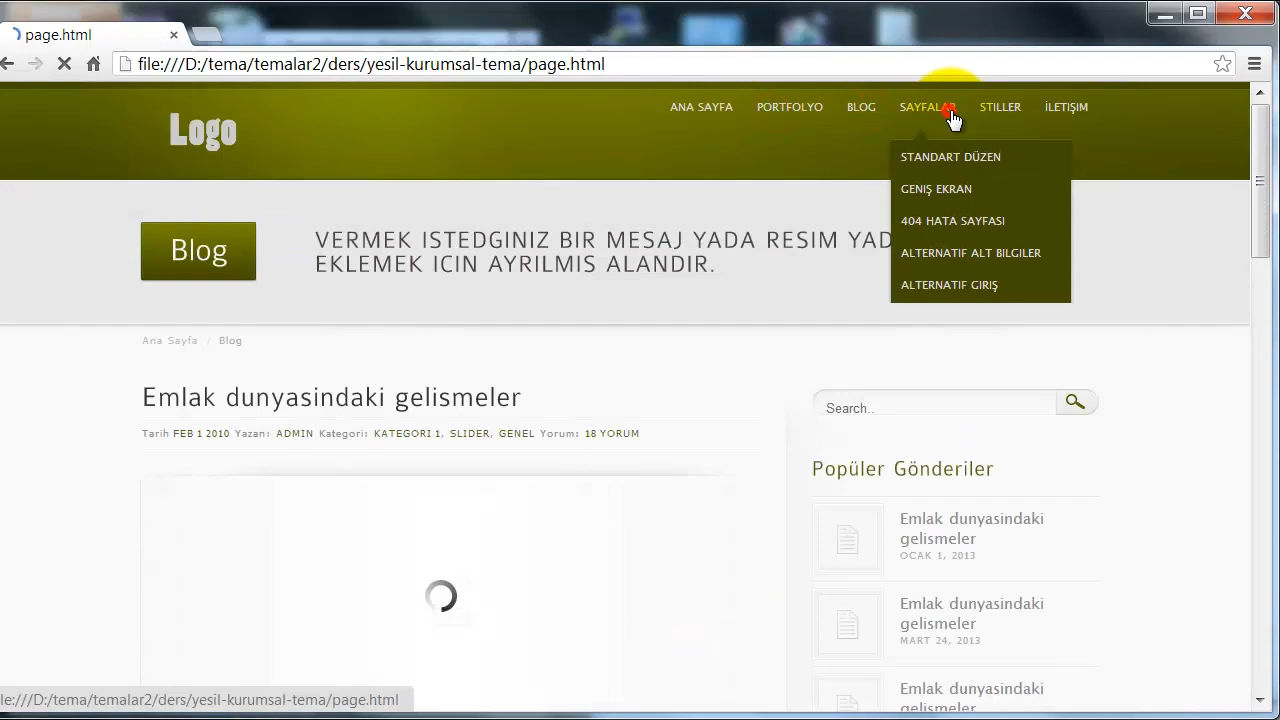 page.html
file:///D:/tema/temalar2/ders/yesil-kurumsal-tema/page.html
Logo
ANA SAYFA PORTFOLYO BLOG SAYFALAR STILLER İLETIŞIM
STANDART DÜZEN
GENIŞ EKRAN
404 HATA SAYFASI
ALTERNATIF ALT BILGILER
ALTERNATIF GIRIŞ
Blog
VERMEK ISTEDGINIZ BIR MESAJ YADA RESIM YAD
EKLEMEK ICIN AYRILMIS ALANDIR.
Ana Sayfa / Blog
Emlak dunyasindaki gelismeler
Tarih FEB 1 2010 Yazan: ADMIN Kategori: KATEGORI 1, SLIDER, GENEL Yorum: 18 YORUM
Search..
Popüler Gönderiler
Emlak dunyasindaki
gelismeler
OCAK 1, 2013
Emlak dunyasindaki
gelismeler
MART 24, 2013
Emlak dunyasindaki
gelismeler
le:///D:/tema/temalar2/ders/yesil-kurumsal-tema/page.html